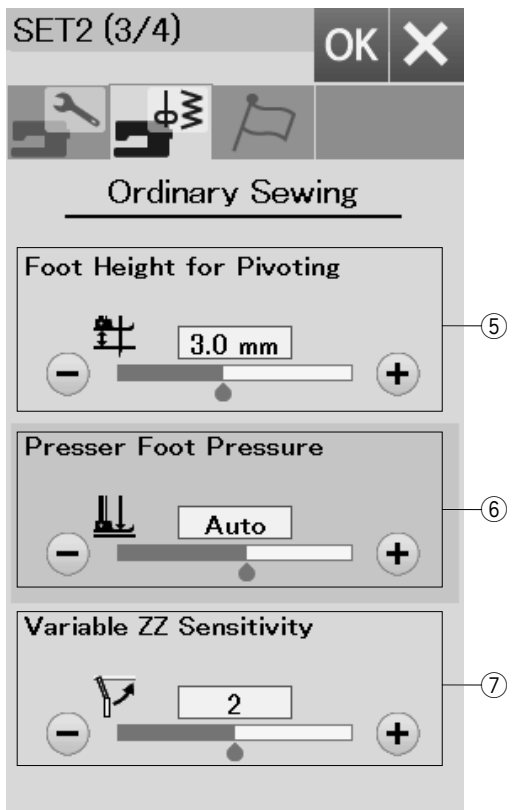 SET2 (3/4)
OK
Ordinary Sewing
Foot Height for Pivoting
3.0 mm
⑤
Presser Foot Pressure
Auto
⑥
Variable ZZ Sensitivity
2
⑦